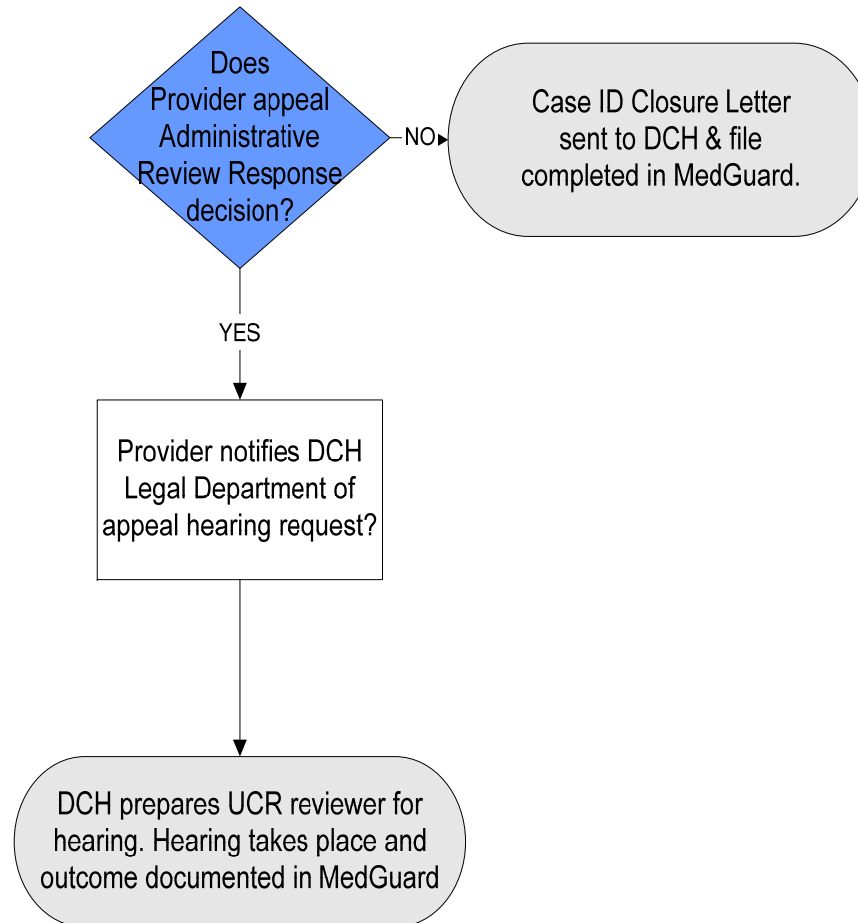 Does
Provider appeal
Administrative
Review Response
decision?
NO
Case ID Closure Letter
sent to DCH & file
completed in MedGuard.
YES
Provider notifies DCH
Legal Department of
appeal hearing request?
DCH prepares UCR reviewer for
hearing. Hearing takes place and
outcome documented in MedGuard